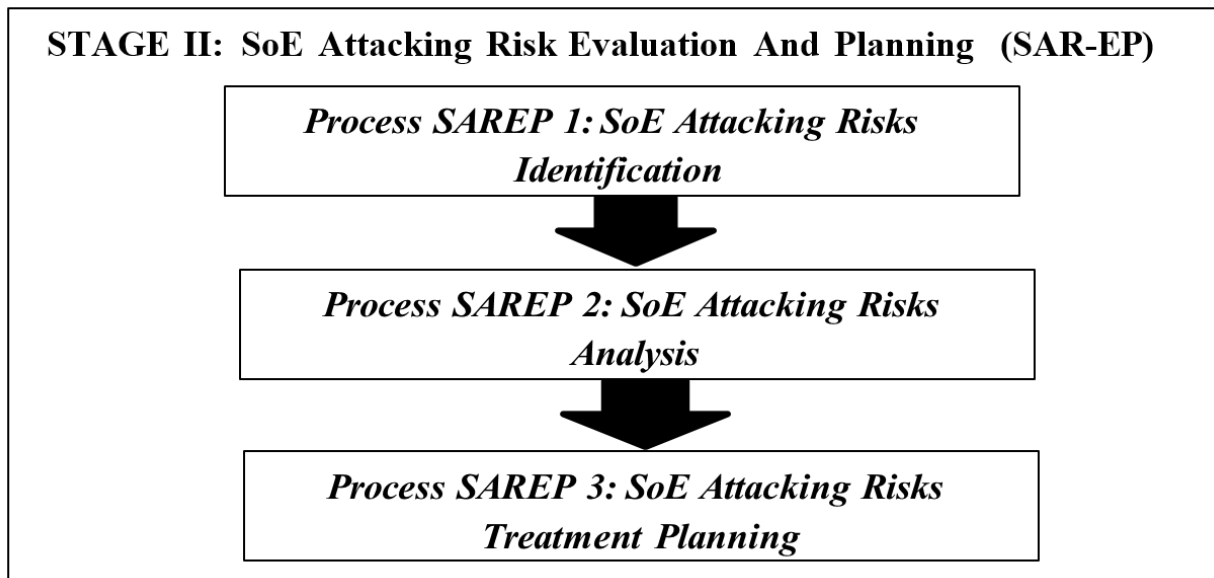 STAGE II: SoE Attacking Risk Evaluation And Planning (SAR-EP)
Process SAREP 1: SoE Attacking Risks
Identification
Process SAREP 2: SoE Attacking Risks
Analysis
Process SAREP 3: SoE Attacking Risks
Treatment Planning